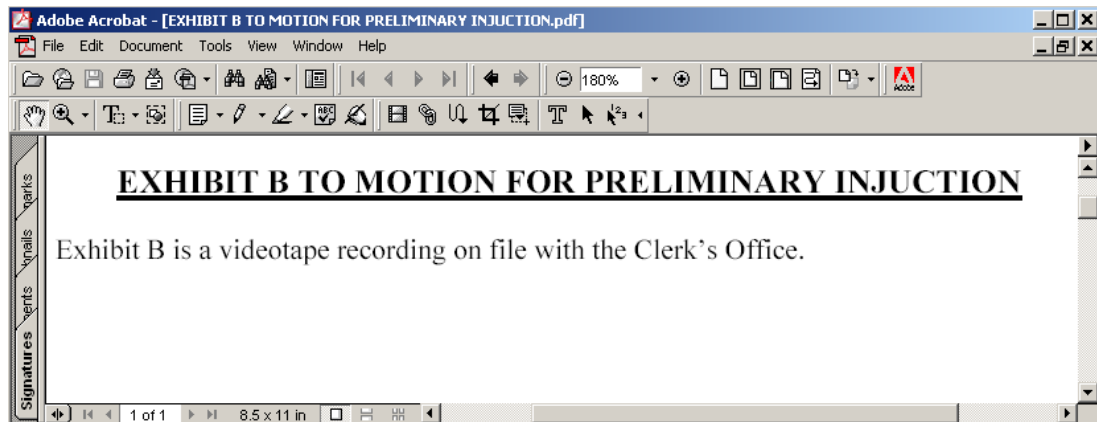 Adobe Acrobat - [EXHIBIT B TO MOTION FOR PRELIMINARY INJUCTION.pdf]
File Edit Document Tools View Window Help
180%
Adobe
EXHIBIT B TO MOTION FOR PRELIMINARY INJUCTION
Exhibit B is a videotape recording on file with the Clerk's Office.
Signatures
1 of 1 8.5 x 11 in